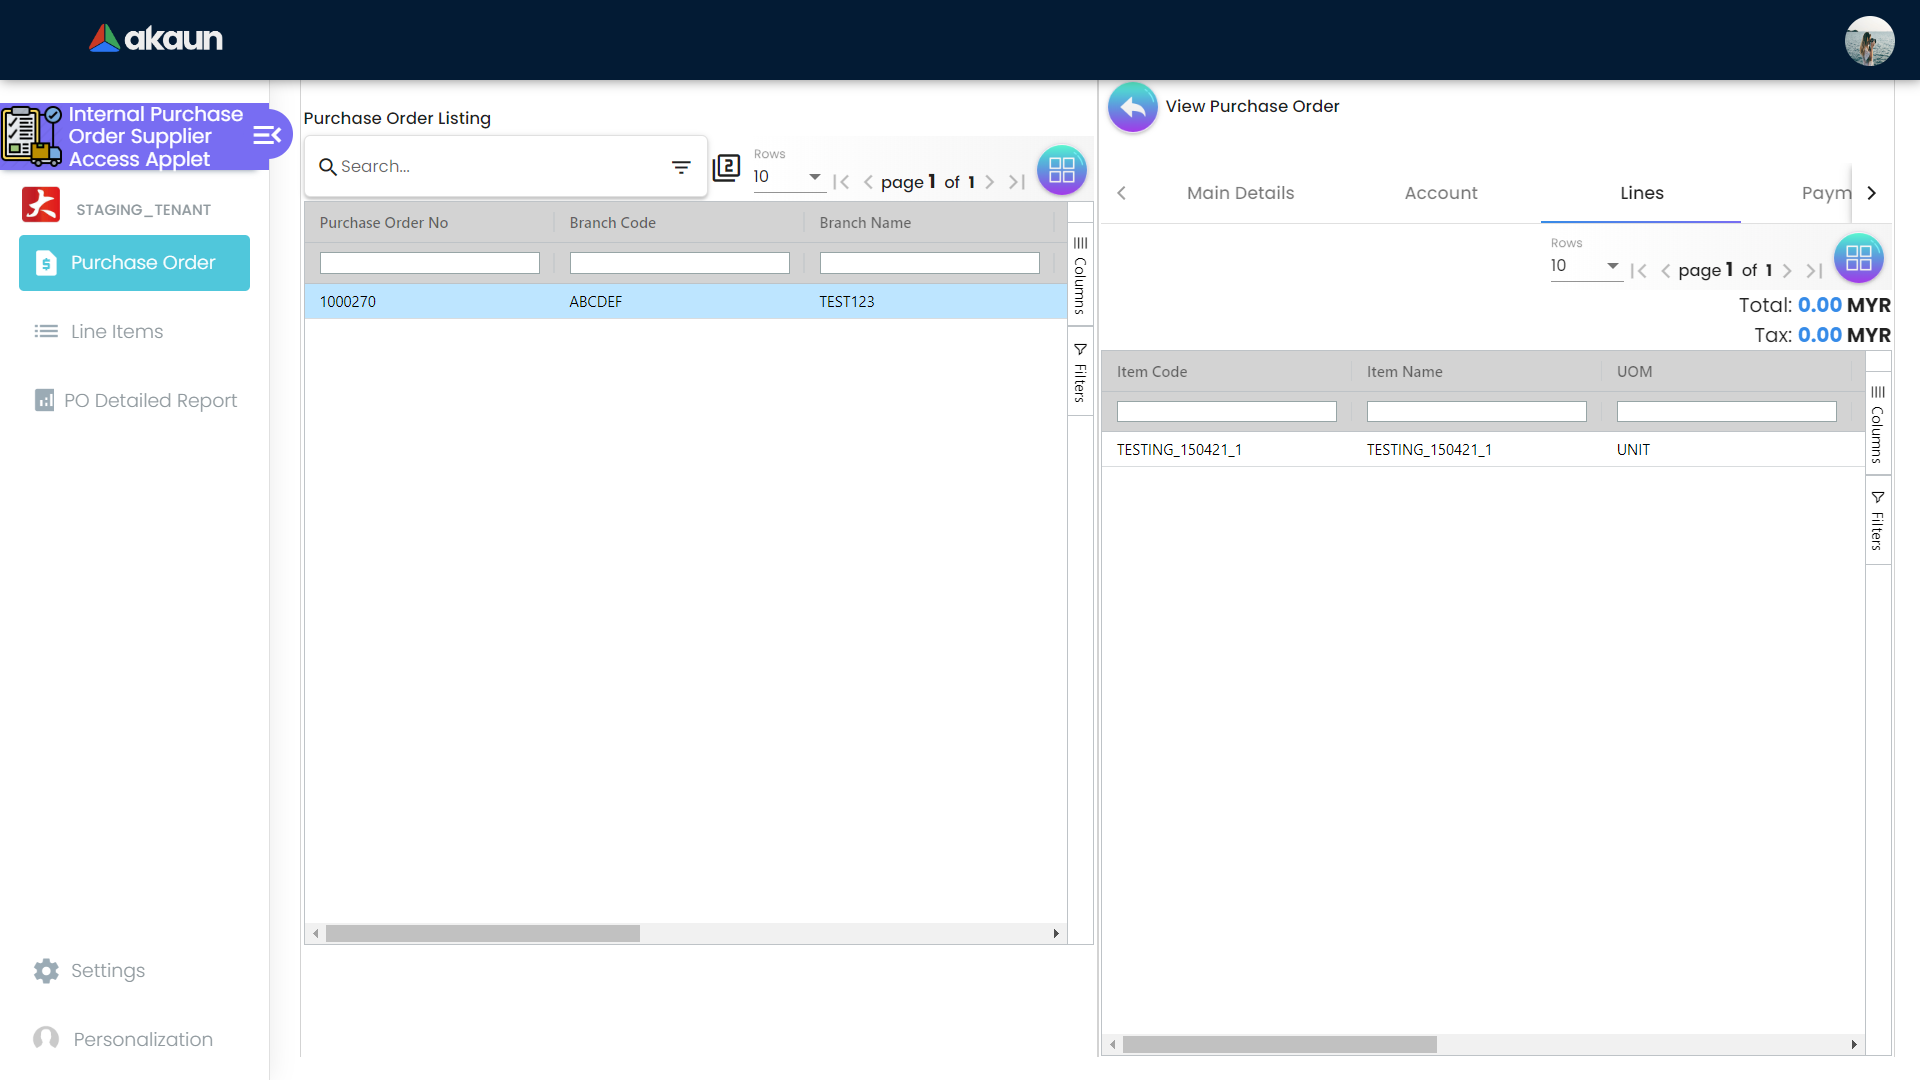 akaun
Internal Purchase
Order Supplier
Access Applet
STAGING_TENANT
Purchase Order
Line Items
PO Detailed Report
Settings
Personalization
Purchase Order Listing
Search...
2
Rows
10
page 1 of 1
Purchase Order No
Branch Code
Branch Name
1000270
ABCDEF
TEST123
Columns
Filters
View Purchase Order
Main Details
Account
Lines
Paym
Rows
10
page 1 of 1
Total: 0.00 MYR
Tax: 0.00 MYR
Item Code
Item Name
UOM
TESTING_150421_1
TESTING_150421_1
UNIT
Columns
Filters